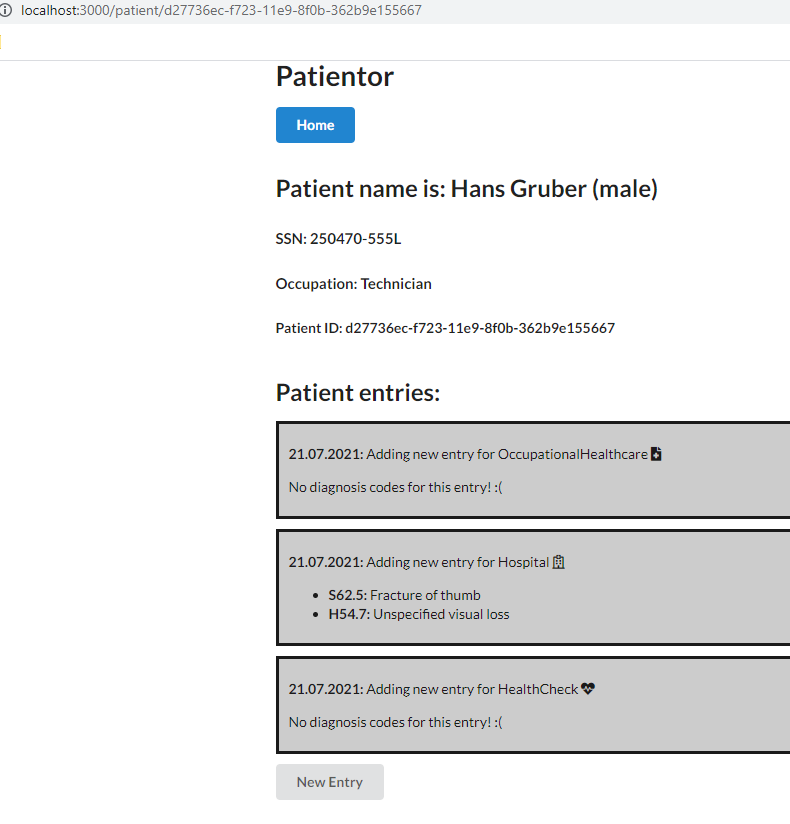 localhost:3000/patient/d27736ec-f723-11e9-8f0b-362b9e155667
Patientor
Home
Patient name is: Hans Gruber (male)
SSN: 250470-555L
Occupation: Technician
Patient ID: d27736ec-f723-11e9-8f0b-362b9e155667
Patient entries:
21.07.2021: Adding new entry for OccupationalHealthcare
No diagnosis codes for this entry! :(
21.07.2021: Adding new entry for Hospital
• S62.5: Fracture of thumb
• H54.7: Unspecified visual loss
21.07.2021: Adding new entry for HealthCheck
No diagnosis codes for this entry! :(
New Entry